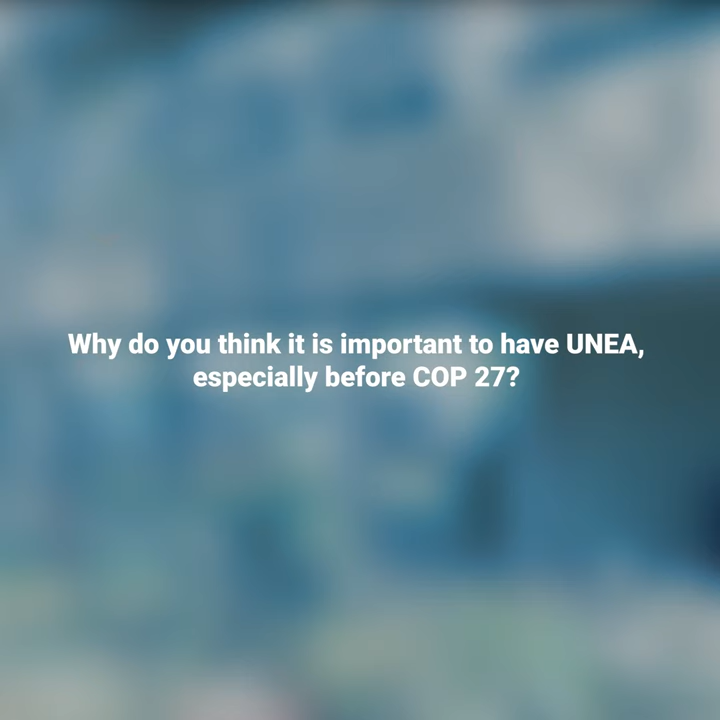 Why do you think it is important to have UNEA,
especially before COP 27?